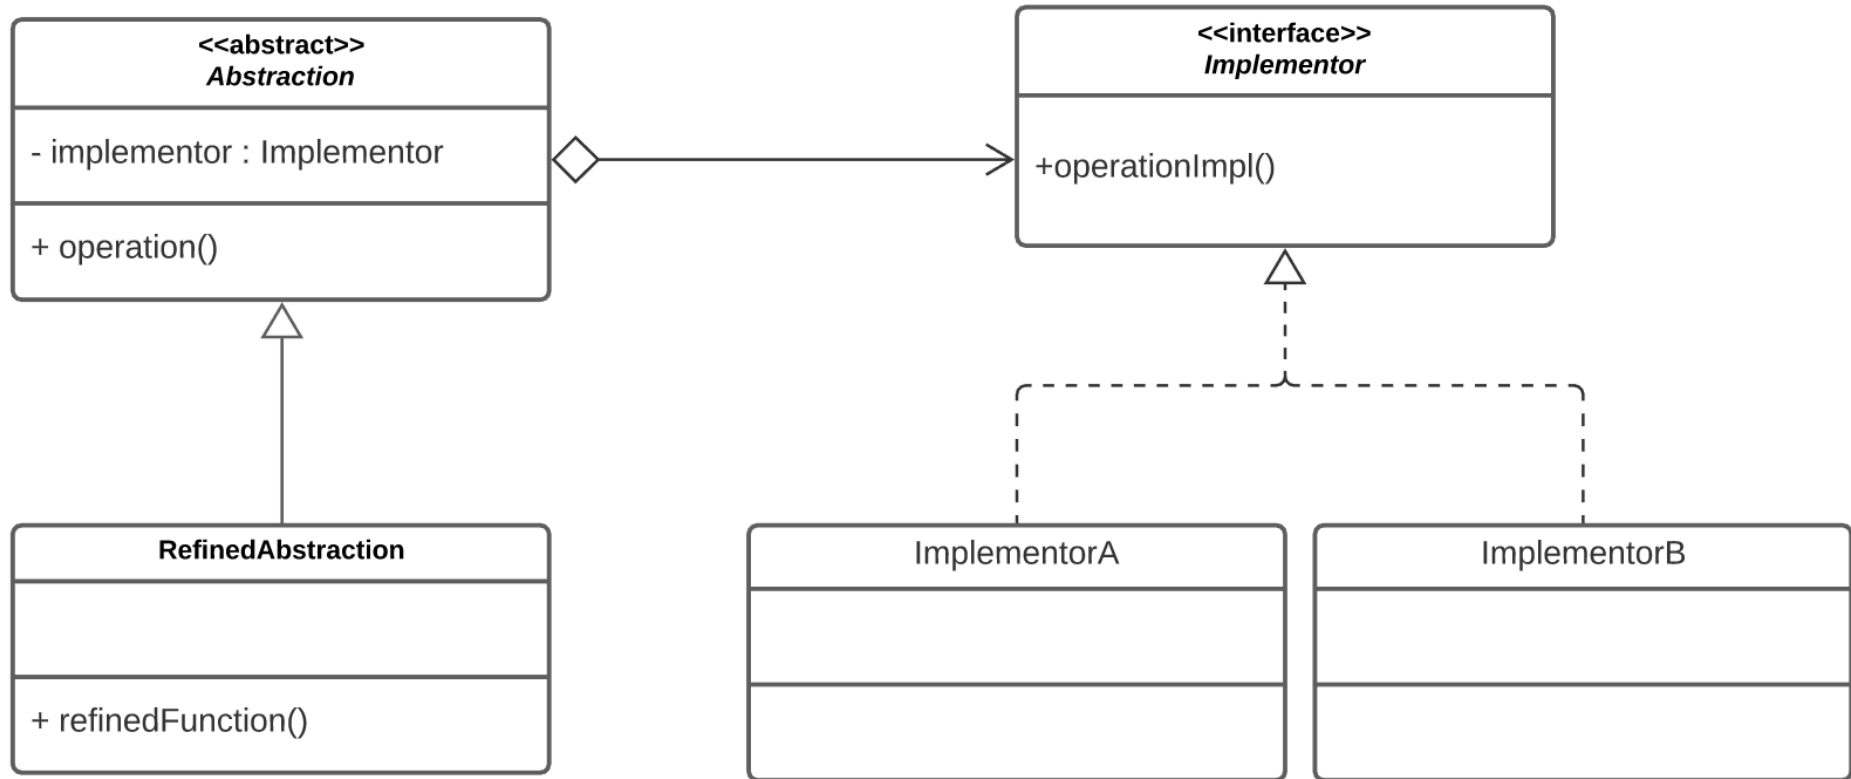 <<abstract>>
Abstraction
- implementor : Implementor
+ operation()
<<interface>>
Implementor
+operationImpl()
RefinedAbstraction
+ refinedFunction()
ImplementorA
ImplementorB